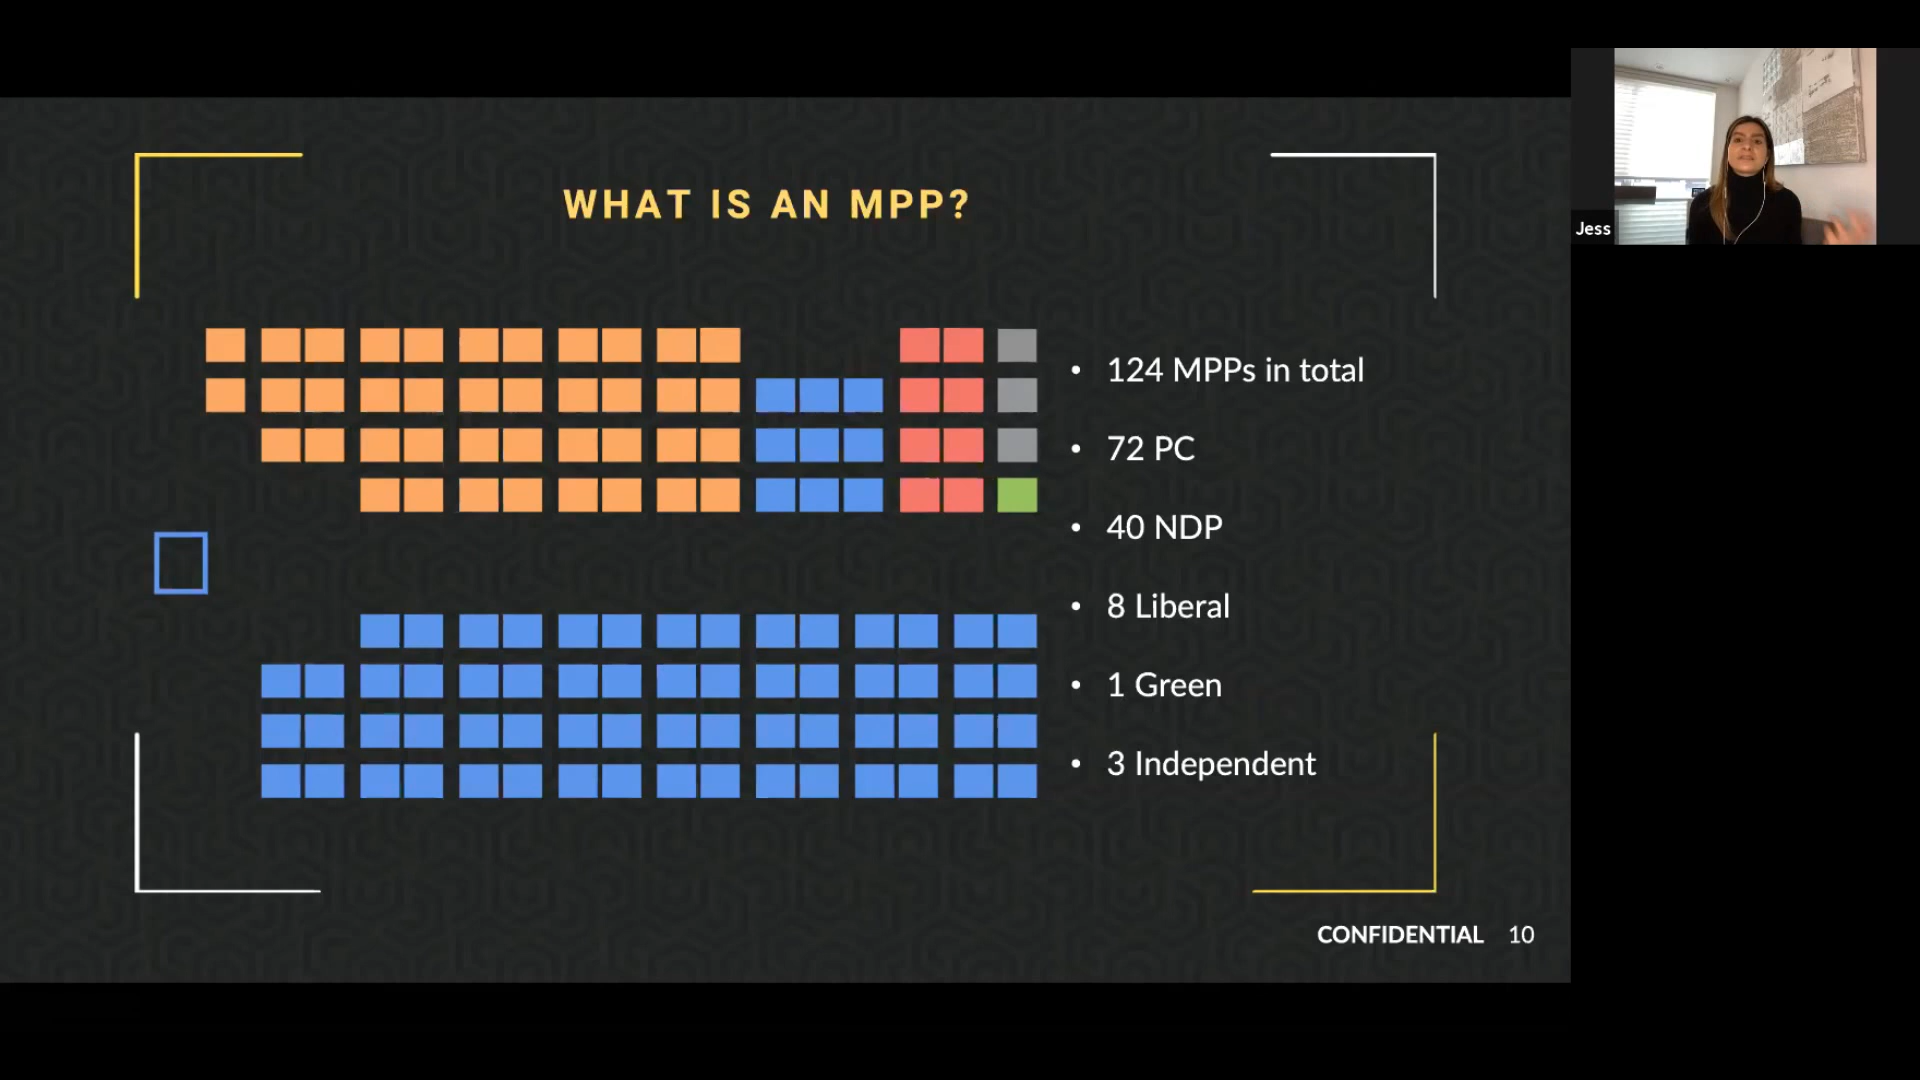 WHAT IS AN MPP?
• 124 MPPs in total
• 72 PC
• 40 NDP
• 8 Liberal
• 1 Green
• 3 Independent
CONFIDENTIAL 10
Jess